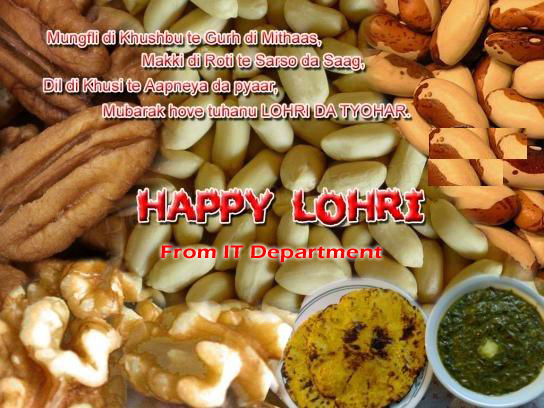 Mungfli di Khushbu te Gurh di Mithaas,
Makki di Roti te Sarso da Saag,
Dil di Khusi te Aapneya da pyaar,
Mubarak hove tuhanu LOHRI DA TYOHAR.
HAPPY LOHRI
From IT Department